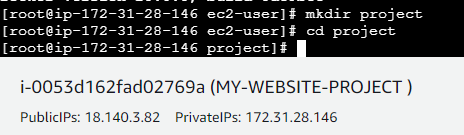 [root@ip-172-31-28-146 ec2-user]# mkdir project
[root@ip-172-31-28-146 ec2-user]# cd project
[root@ip-172-31-28-146 project]#
i-0053d162fad02769a (MY-WEBSITE-PROJECT )
PublicIPs: 18.140.3.82 PrivateIPs: 172.31.28.146